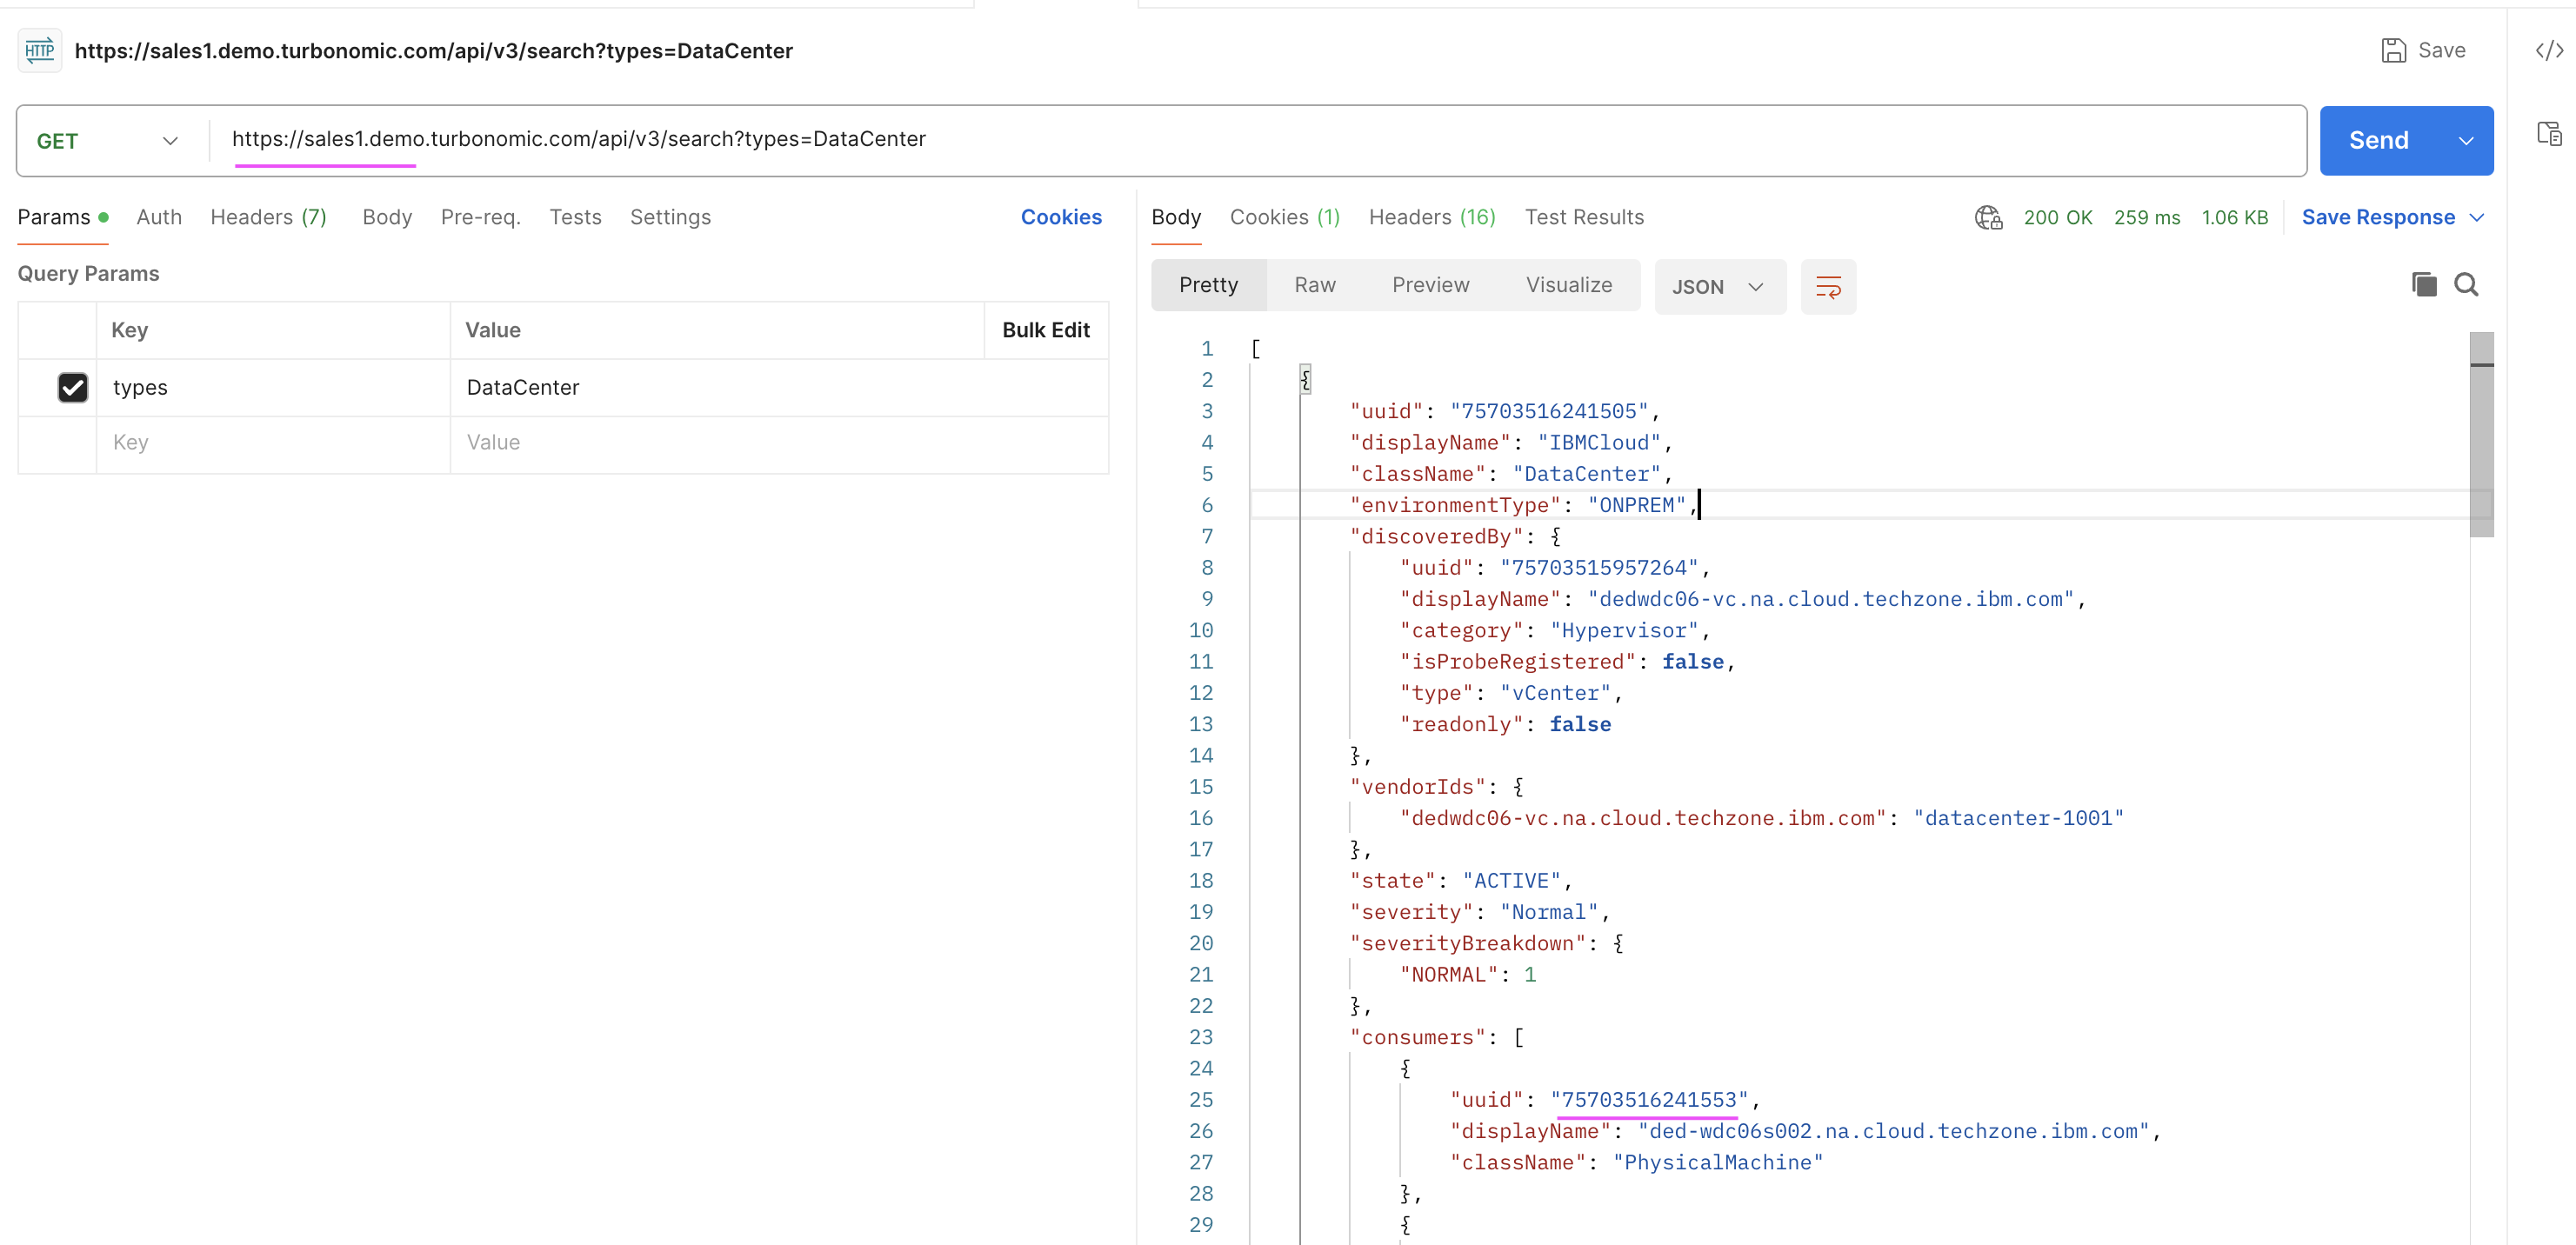 HTTP https://sales1.demo.turbonomic.com/api/v3/search?types=DataCenter Save </>
GET https://sales1.demo.turbonomic.com/api/v3/search?types=DataCenter Send
Params Auth Headers (7) Body Pre-req. Tests Settings Cookies
Query Params
Key Value Bulk Edit
types DataCenter
Key Value
Body Cookies (1) Headers (16) Test Results 200 OK 259 ms 1.06 KB Save Response
Pretty Raw Preview Visualize JSON
1 [
2 {
3 "uuid": "75703516241505",
4 "displayName": "IBMCloud",
5 "className": "DataCenter",
6 "environmentType": "ONPREM",
7 "discoveredBy": {
8 "uuid": "75703515957264",
9 "displayName": "dedwdc06-vc.na.cloud.techzone.ibm.com",
10 "category": "Hypervisor",
11 "isProbeRegistered": false,
12 "type": "vCenter",
13 "readonly": false
14 },
15 "vendorIds": {
16 "dedwdc06-vc.na.cloud.techzone.ibm.com": "datacenter-1001"
17 },
18 "state": "ACTIVE",
19 "severity": "Normal",
20 "severityBreakdown": {
21 "NORMAL": 1
22 },
23 "consumers": [
24 {
25 "uuid": "75703516241553",
26 "displayName": "ded-wdc06s002.na.cloud.techzone.ibm.com",
27 "className": "PhysicalMachine"
28 },
29 {